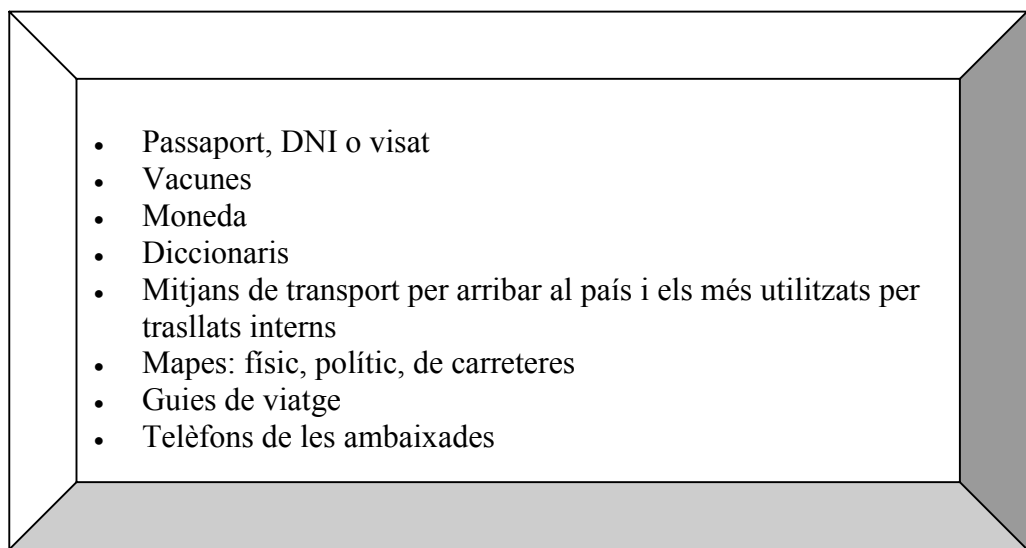 • Passaport, DNI o visat
• Vacunes
• Moneda
• Diccionaris
• Mitjans de transport per arribar al país i els més utilitzats per
trasllats interns
• Mapes: físic, polític, de carreteres
• Guies de viatge
• Telèfons de les ambaixades